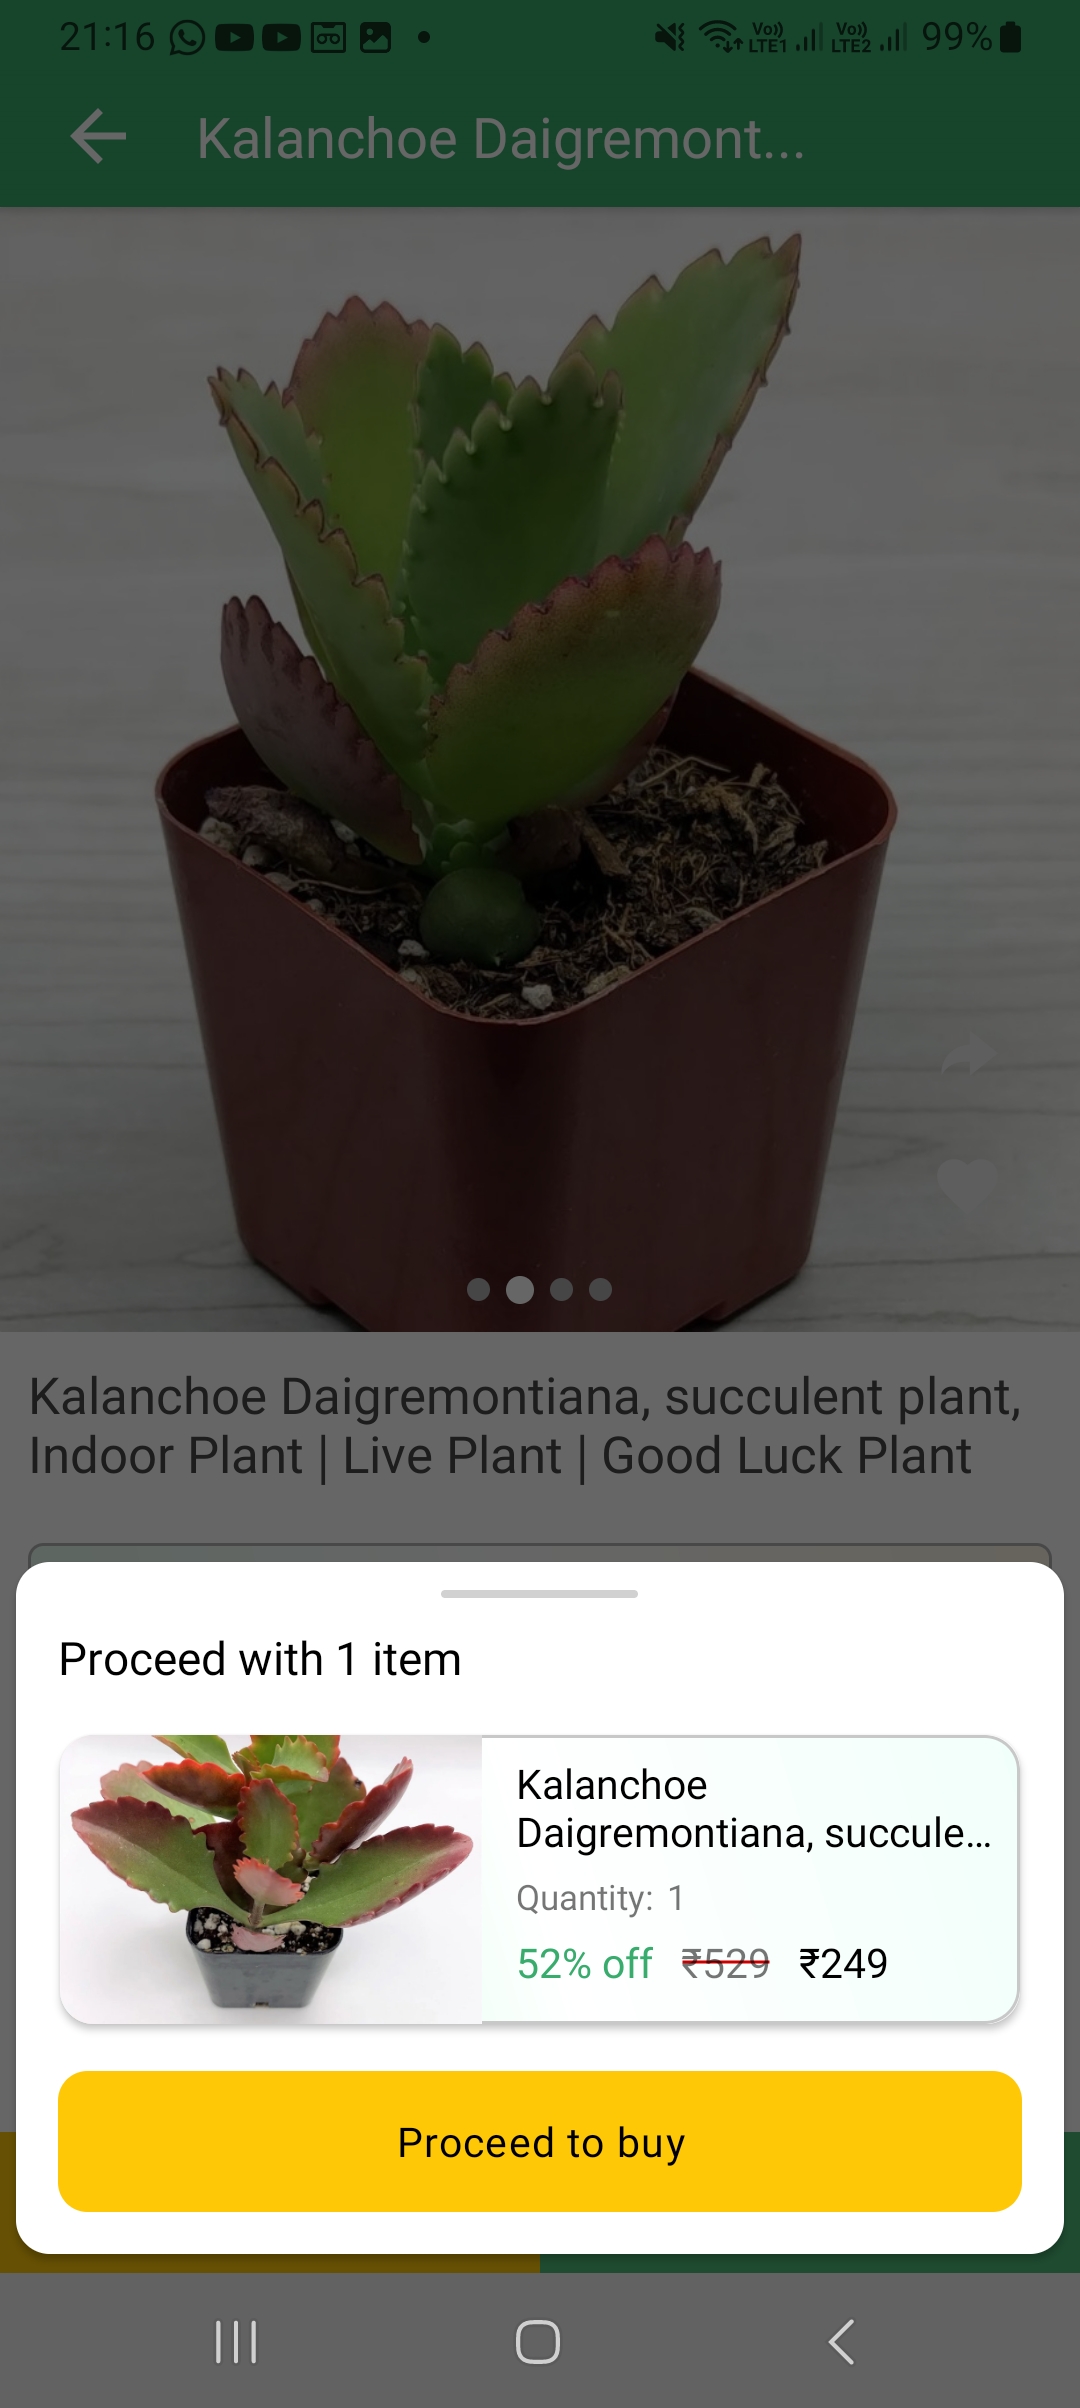 21:16 Vo)) LTE1 Vo)) LTE2 99%
Kalanchoe Daigremont...
Kalanchoe Daigremontiana, succulent plant,
Indoor Plant | Live Plant | Good Luck Plant
Proceed with 1 item
Kalanchoe
Daigremontiana, succule...
Quantity: 1
52% off ₹529 ₹249
Proceed to buy